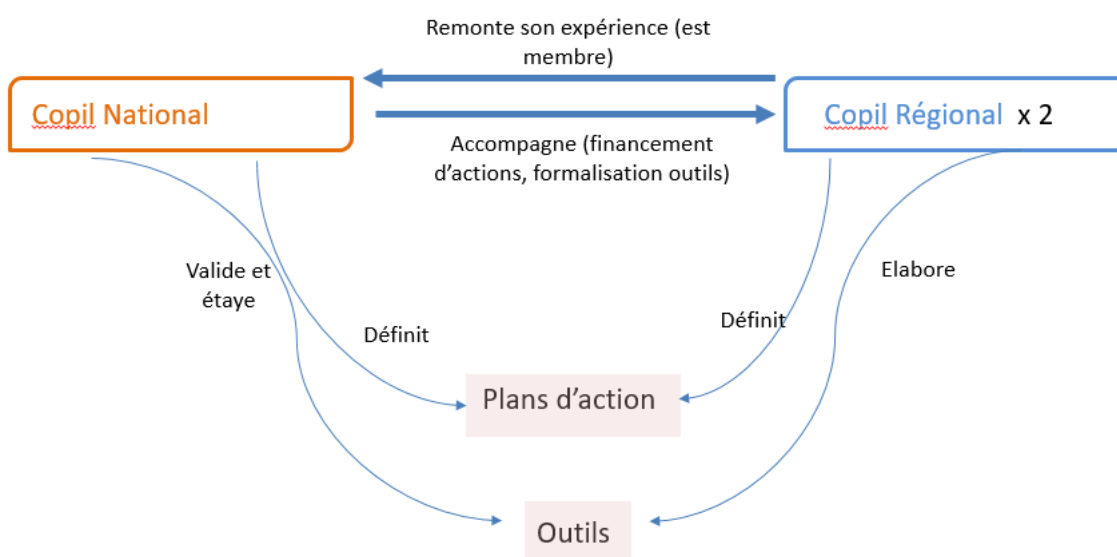 Remonte son expérience (est
membre)
Copil National
Copil Régional x 2
Accompagne (financement
d’actions, formalisation outils)
Valide et
étaye
Elabore
Définit
Définit
Plans d’action
Outils